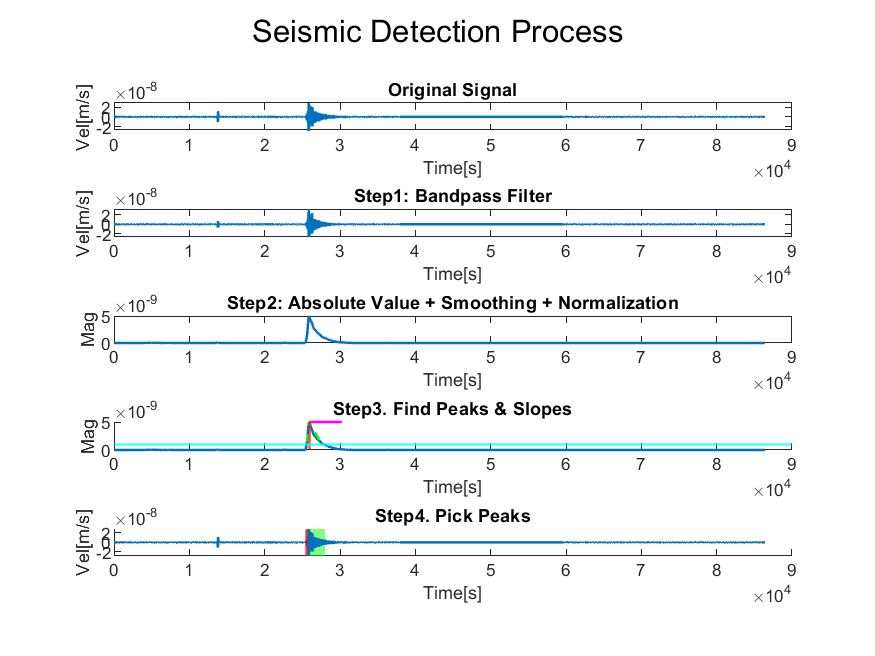 Seismic Detection Process
Original Signal
×10-8
Vel[m/s]
2
0
-2
0 1 2 3 4 5 6 7 8 9
Time[s]
×104
Step1: Bandpass Filter
×10-8
Vel[m/s]
2
0
-2
0 1 2 3 4 5 6 7 8 9
Time[s]
×104
Step2: Absolute Value + Smoothing + Normalization
×10-9
Mag
5
0
0 1 2 3 4 5 6 7 8 9
Time[s]
×104
Step3. Find Peaks & Slopes
×10-9
Mag
5
0
0 1 2 3 4 5 6 7 8 9
Time[s]
×104
Step4. Pick Peaks
×10-8
Vel[m/s]
2
0
-2
0 1 2 3 4 5 6 7 8 9
Time[s]
×104